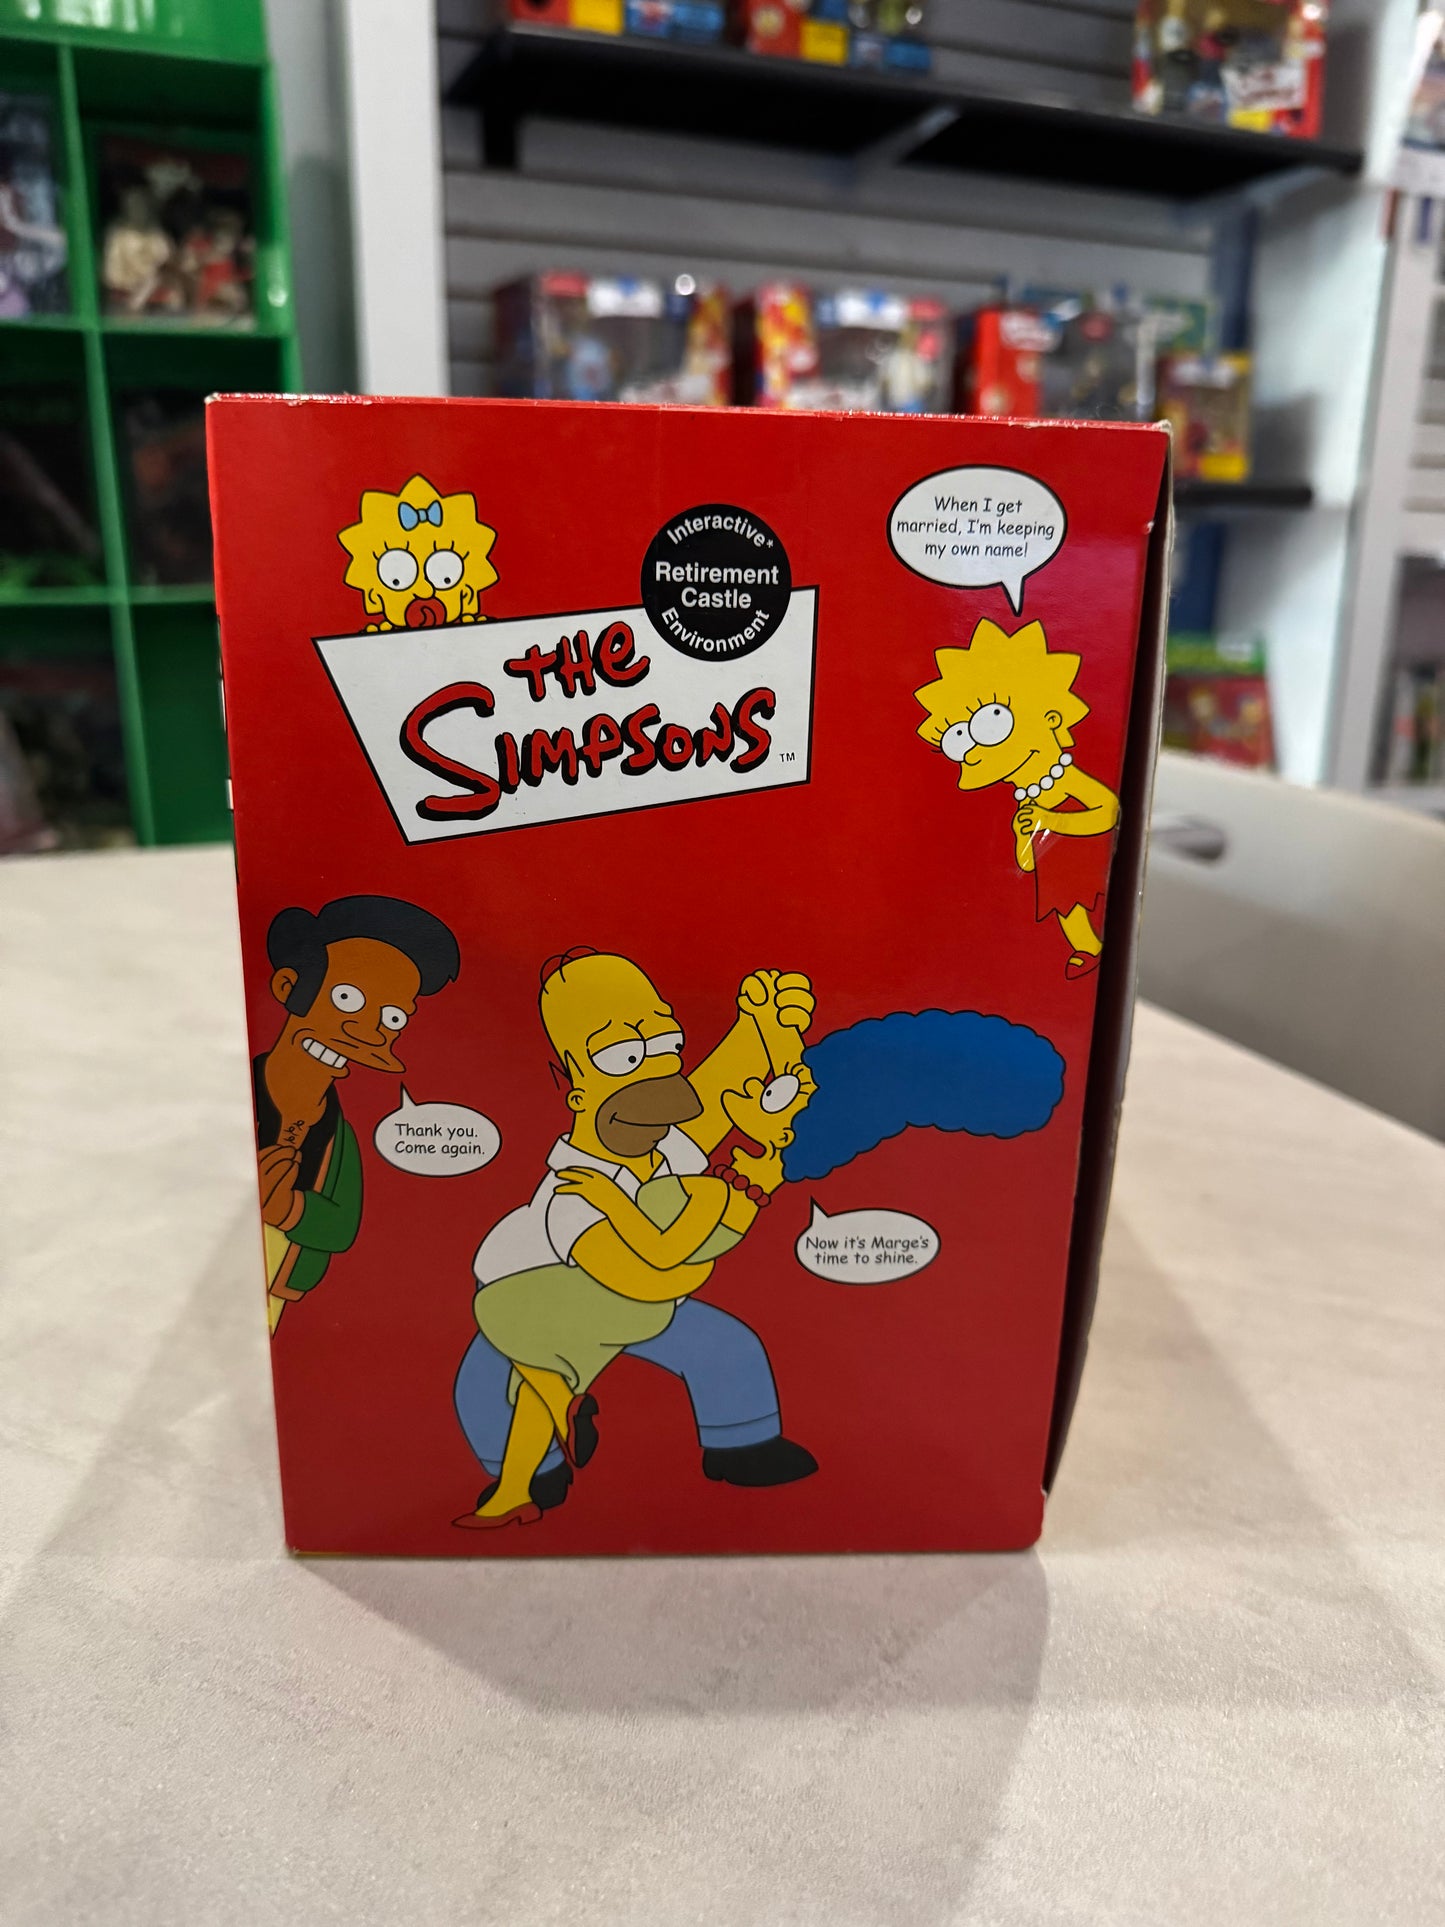 Interactive*
Retirement
Castle
Environment
THE
SIMPSONS
TM
When I get
married, I'm keeping
my own name!
Thank you.
Come again.
Now it's Marge's
time to shine.